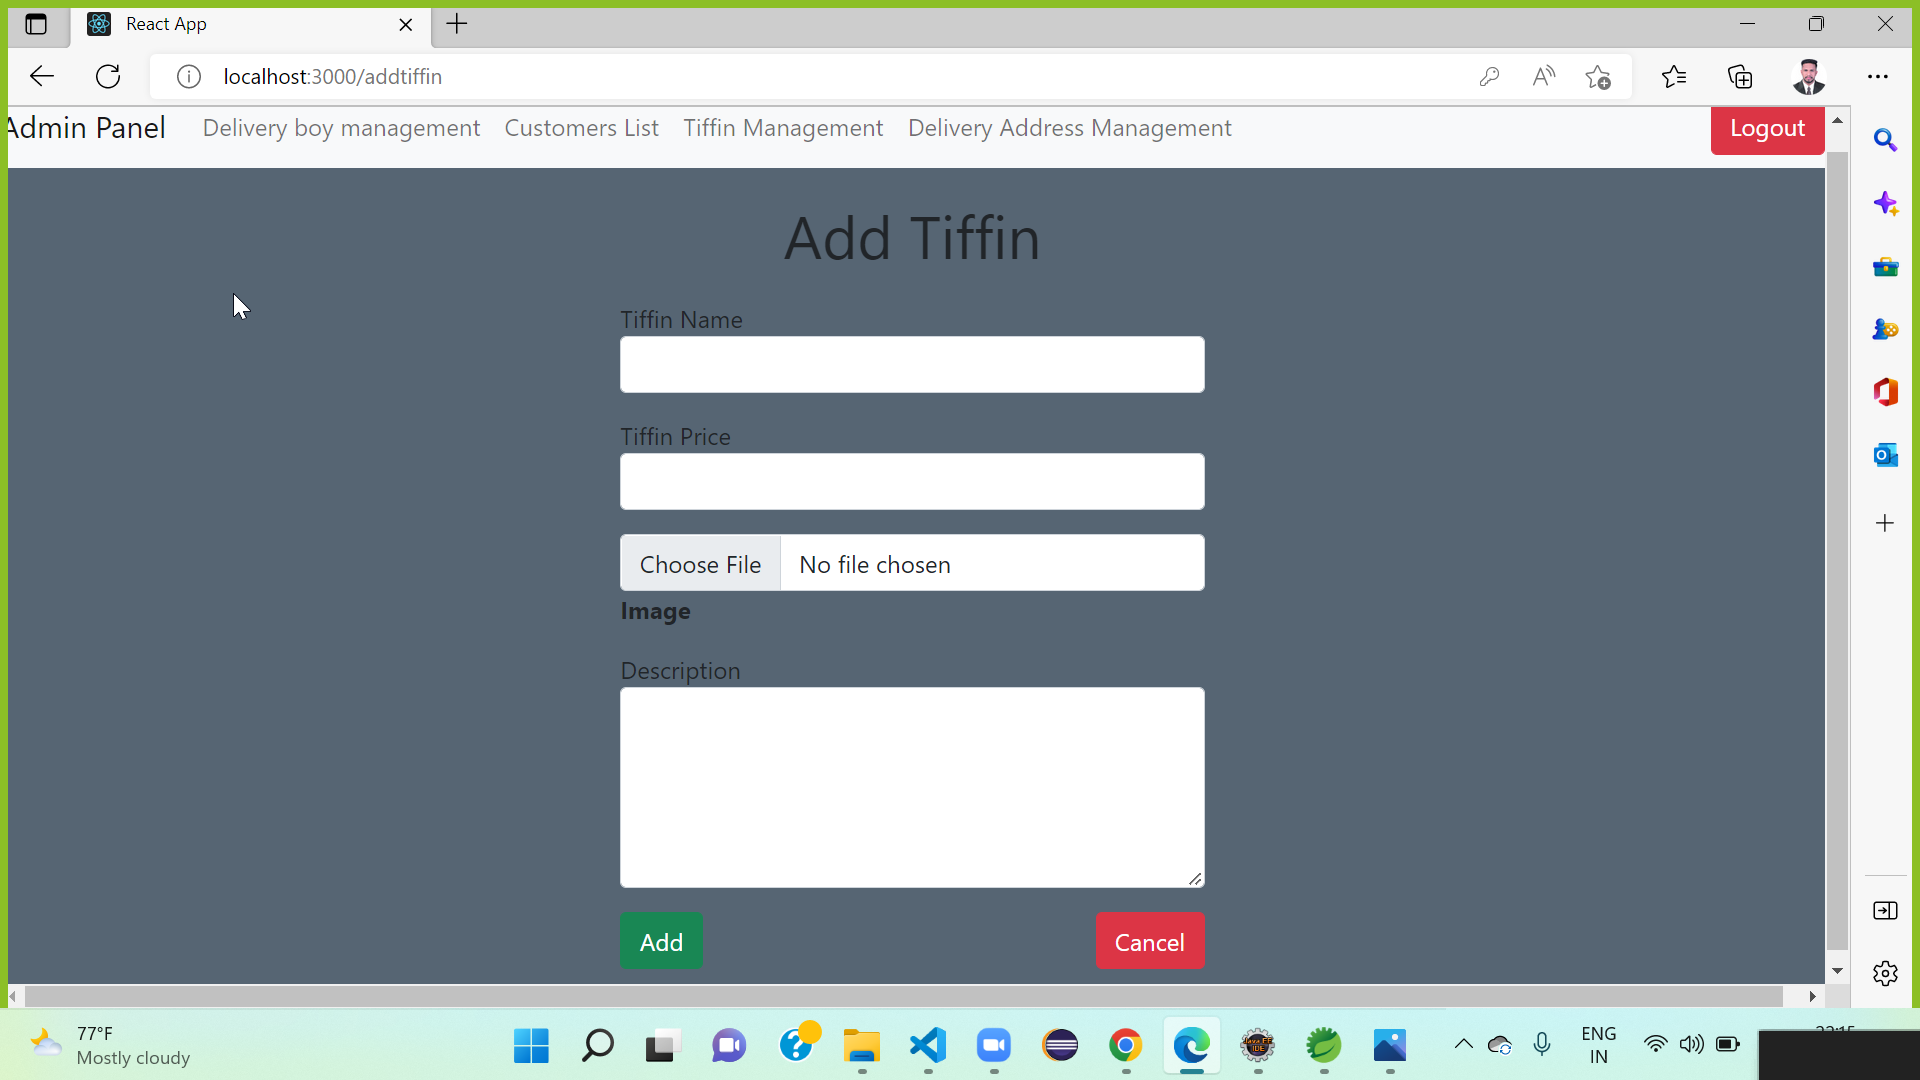 React App
localhost:3000/addtiffin
Admin Panel Delivery boy management Customers List Tiffin Management Delivery Address Management Logout
Add Tiffin
Tiffin Name
Tiffin Price
Choose File No file chosen
Image
Description
Add Cancel
77°F
Mostly cloudy
ENG
IN